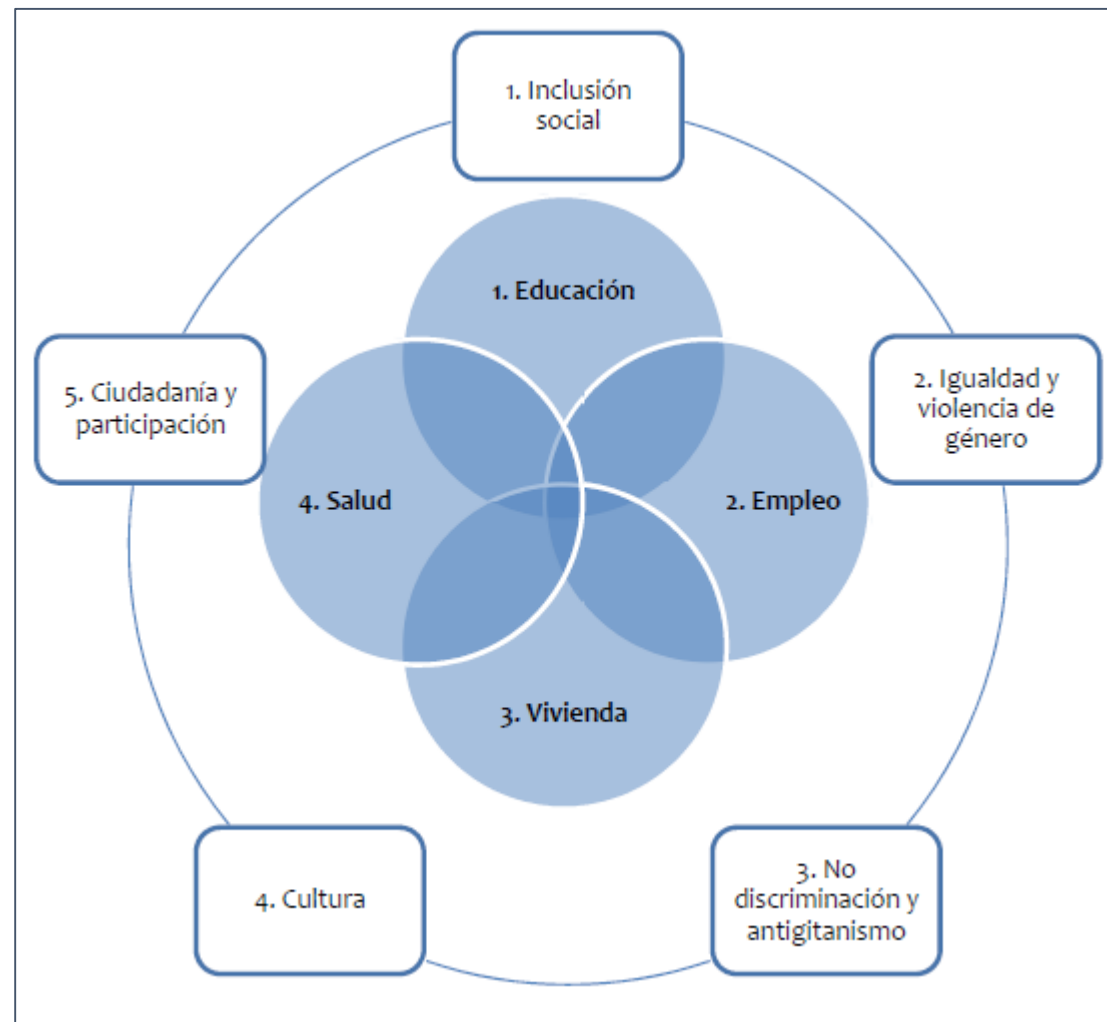 1. Inclusión
social
1. Educación
5. Ciudadanía y
participación
2. Igualdad y
violencia de
género
4. Salud
2. Empleo
3. Vivienda
4. Cultura
3. No
discriminación y
antigitanismo